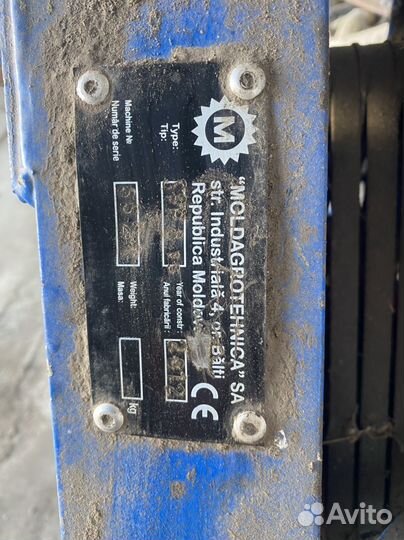 M
"MOLDAGROTEHNICA" SA
str. Industrială 4, or. Bălti
Republica Moldova
CE
Type:
Tip:
Year of constr:
Anul fabricării:
Machine №
Număr de serie
Weight:
Masa:
kg
Avito